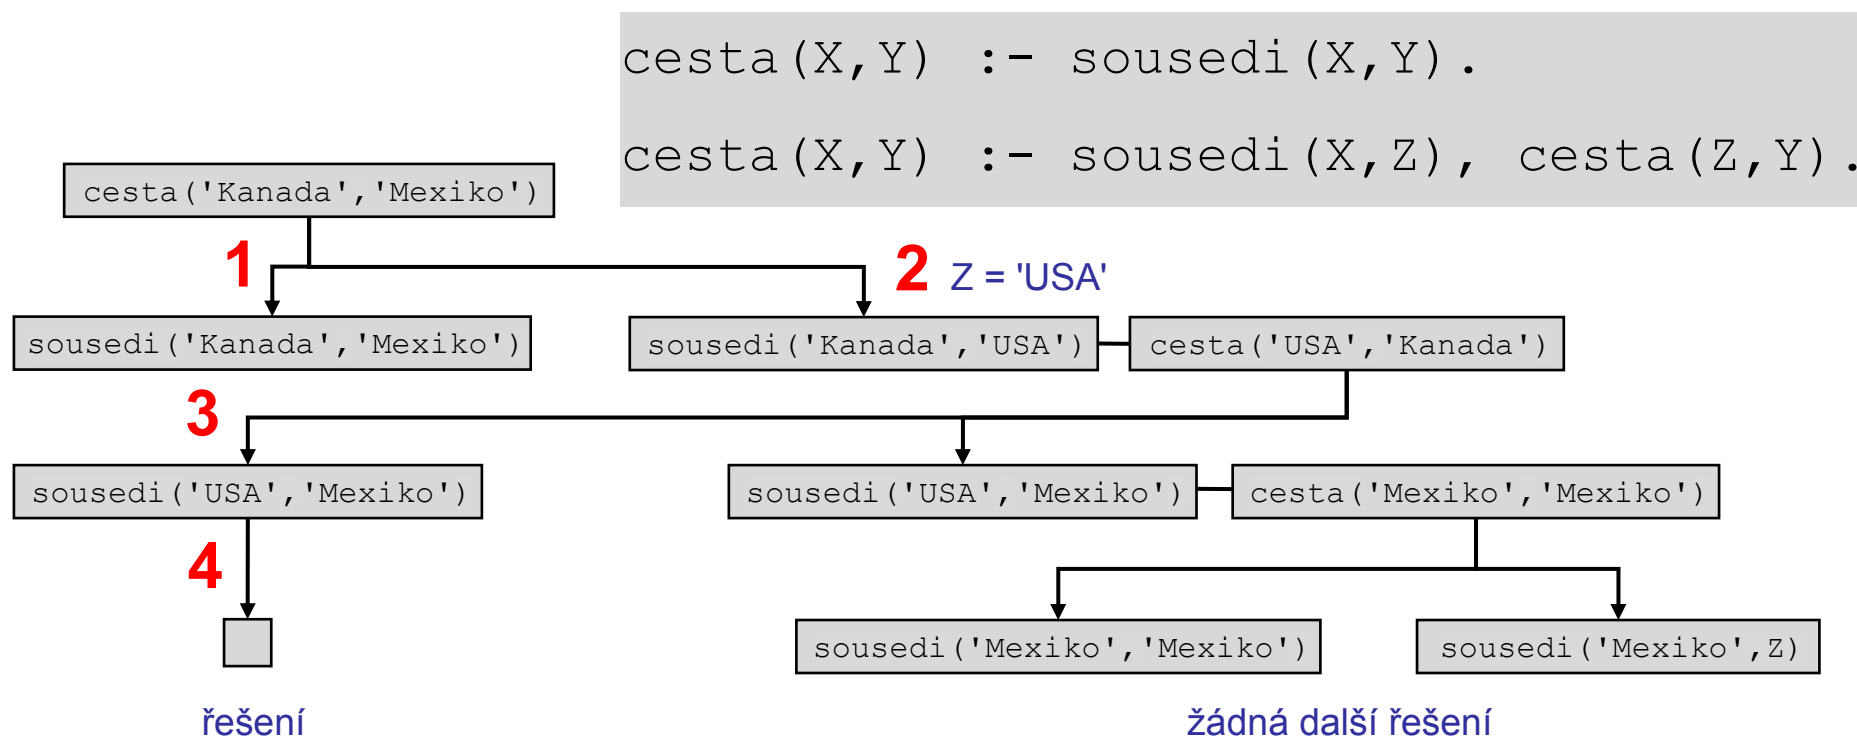 cesta(X,Y) :- sousedi(X,Y).
cesta(X,Y) :- sousedi(X,Z), cesta(Z,Y).
cesta('Kanada','Mexiko')
1
2 Z = 'USA'
sousedi('Kanada','Mexiko')
sousedi('Kanada','USA')
cesta('USA','Kanada')
3
sousedi('USA','Mexiko')
sousedi('USA','Mexiko')
cesta('Mexiko','Mexiko')
4
sousedi('Mexiko','Mexiko')
sousedi('Mexiko',Z)
řešení
žádná další řešení